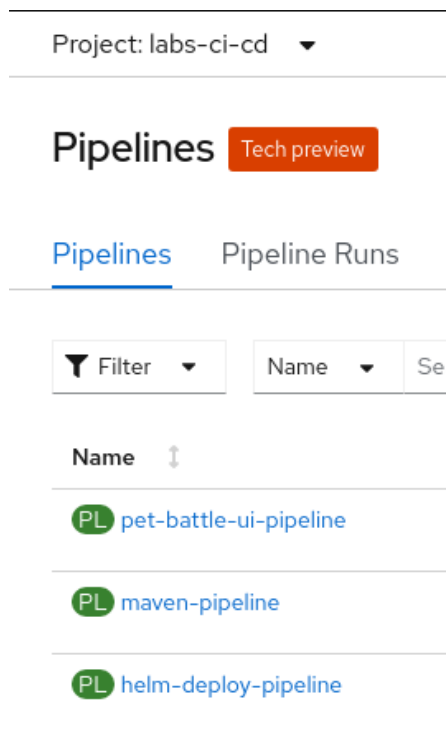 Project: labs-ci-cd
Pipelines Tech preview
Pipelines Pipeline Runs
Filter Name Se
Name
PL pet-battle-ui-pipeline
PL maven-pipeline
PL helm-deploy-pipeline